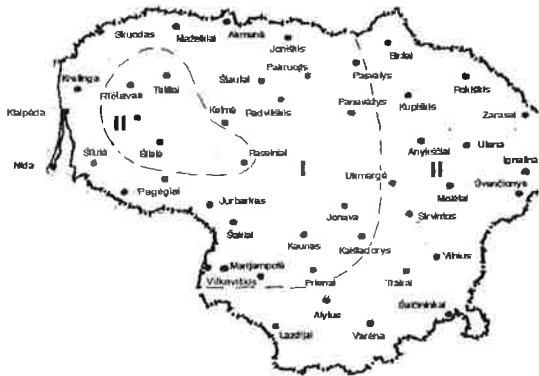 Skuodas
Mažeikiai
Akmenė
Joniškis
Biržai
Kretinga
Telšiai
Šiauliai
Pakruojis
Pasvalys
Rokiškis
Plungė
Rietavas
Klaipėda
II
Kelmė
Radviliškis
Panevėžys
Kupiškis
Zarasai
Nida
Šilutė
Šilalė
Raseiniai
I
Anykščiai
Utena
Ignalina
Ukmergė
II
Molėtai
Švenčionys
Pagėgiai
Jurbarkas
Jonava
Širvintos
Šakiai
Kaunas
Kaišiadorys
Vilnius
Marijampolė
Vilkaviškis
Prienai
Trakai
Alytus
Šalčininkai
Lazdijai
Varėna